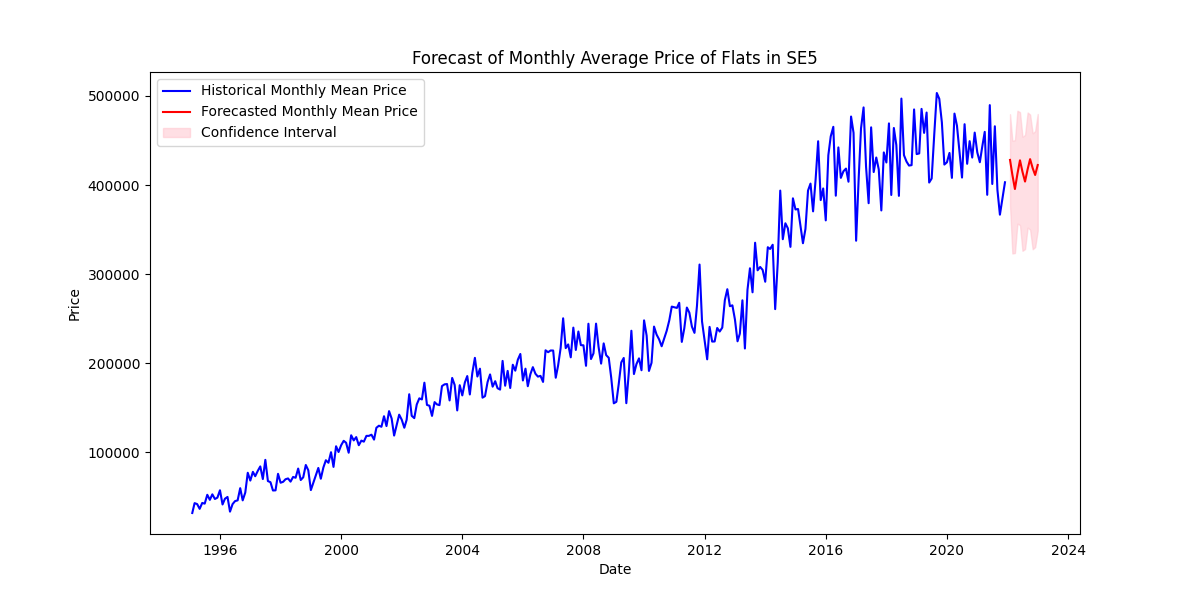 Forecast of Monthly Average Price of Flats in SE5
Historical Monthly Mean Price
Forecasted Monthly Mean Price
Confidence Interval
500000
400000
300000
200000
100000
Price
1996 2000 2004 2008 2012 2016 2020 2024
Date